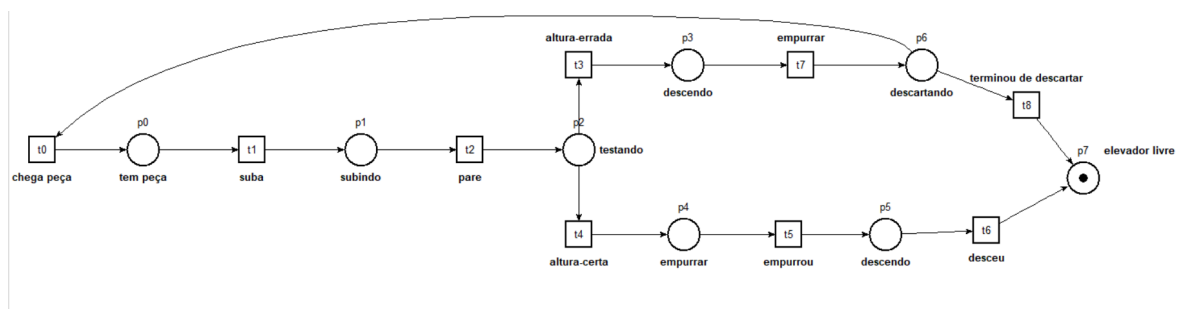 altura-errada
p3
empurrar
p6
t3
t7
descendo
descartando
terminou de descartar
t8
p0
p1
p2
p7
elevador livre
t0
t1
t2
testando
chega peça
tem peça
suba
subindo
pare
p4
p5
t4
t5
t6
altura-certa
empurrar
empurrou
descendo
desceu